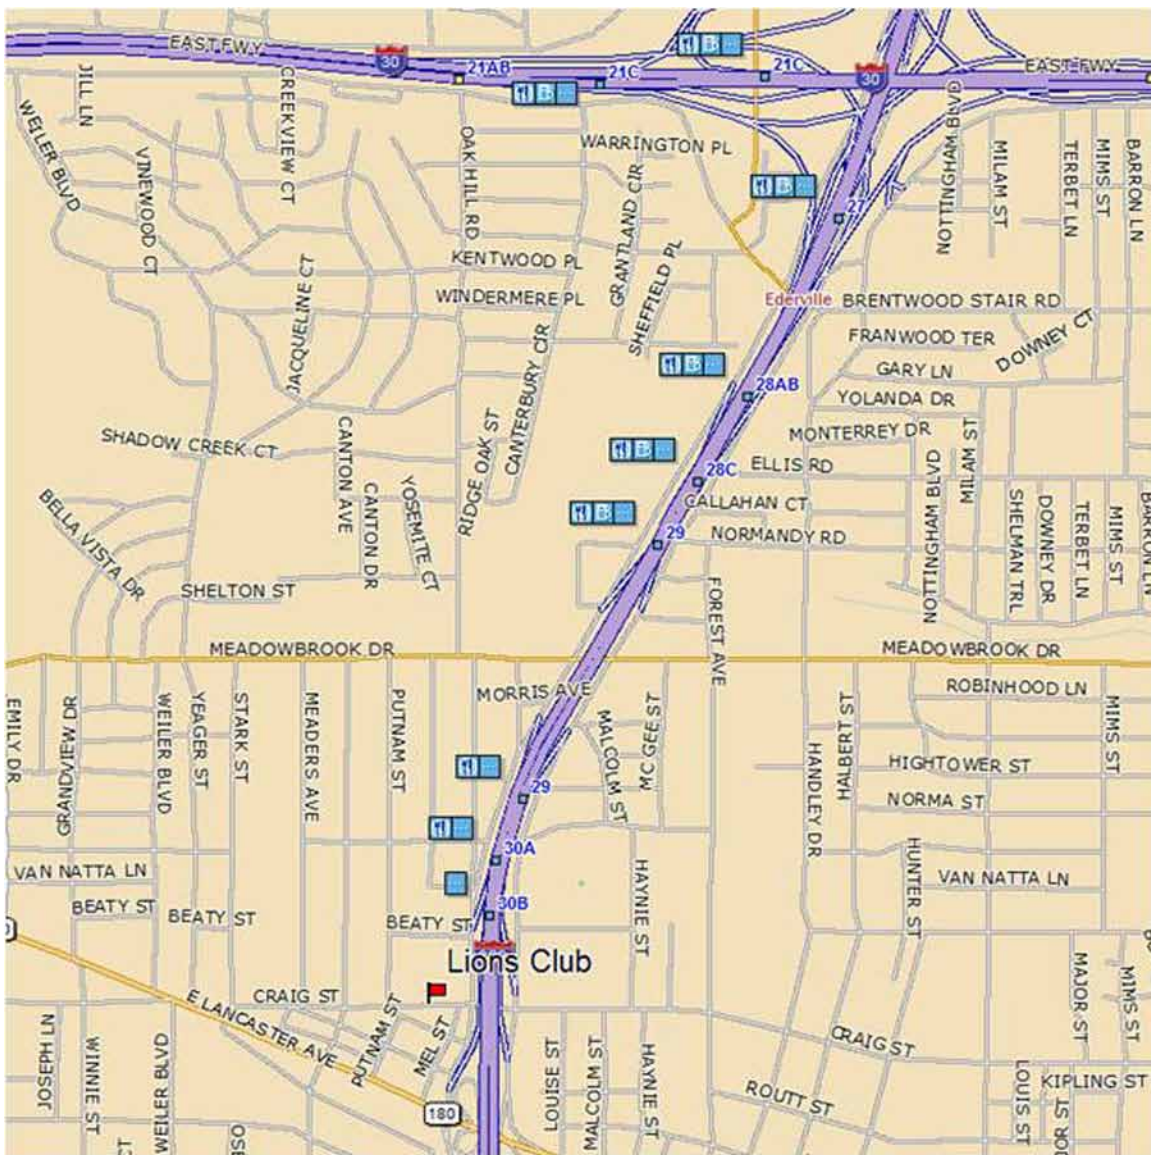 EAST FWY
30
21AB
21C
21C
30
EAST FWY
JILL LN
CREEKVIEW CT
WEILER BLVD
VINEWOOD CT
OAK HILL RD
WARRINGTON PL
GRANTLAND CIR
NOTTINGHAM BLVD
MILAM ST
TERBET LN
MIMS ST
BARRON LN
27
KENTWOOD PL
SHEFFIELD PL
JACQUELINE CT
WINDERMERE PL
Ederville
BRENTWOOD STAIR RD
FRANWOOD TER
DOWNEY CT
GARY LN
28AB
YOLANDA DR
CANTERBURY CIR
MONTERREY DR
SHADOW CREEK CT
CANTON AVE
RIDGE OAK ST
28C
ELLIS RD
MILAM ST
CANTON DR
YOSEMITE CT
CALLAHAN CT
NOTTINGHAM BLVD
SHELMAN TRL
DOWNEY DR
TERBET LN
MIMS ST
BARRON LN
BELLA VISTA DR
29
NORMANDY RD
SHELTON ST
FOREST AVE
MEADOWBROOK DR
MEADOWBROOK DR
MORRIS AVE
ROBINHOOD LN
EMILY DR
GRANDVIEW DR
WEILER BLVD
YEAGER ST
STARK ST
MEADERS AVE
PUTNAM ST
MALCOLM ST
MC GEE ST
HANDLEY DR
HALBERT ST
MIMS ST
HIGHTOWER ST
29
NORMA ST
30A
VAN NATTA LN
HAYNIE ST
HUNTER ST
VAN NATTA LN
BEATY ST
BEATY ST
BEATY ST
30B
Lions Club
CRAIG ST
E LANCASTER AVE
PUTNAM ST
MEL ST
MAJOR ST
MIMS ST
JOSEPH LN
WINNIE ST
WEILER BLVD
LOUISE ST
MALCOLM ST
HAYNIE ST
CRAIG ST
ROUTT ST
LOUIS ST
KIPLING ST
180